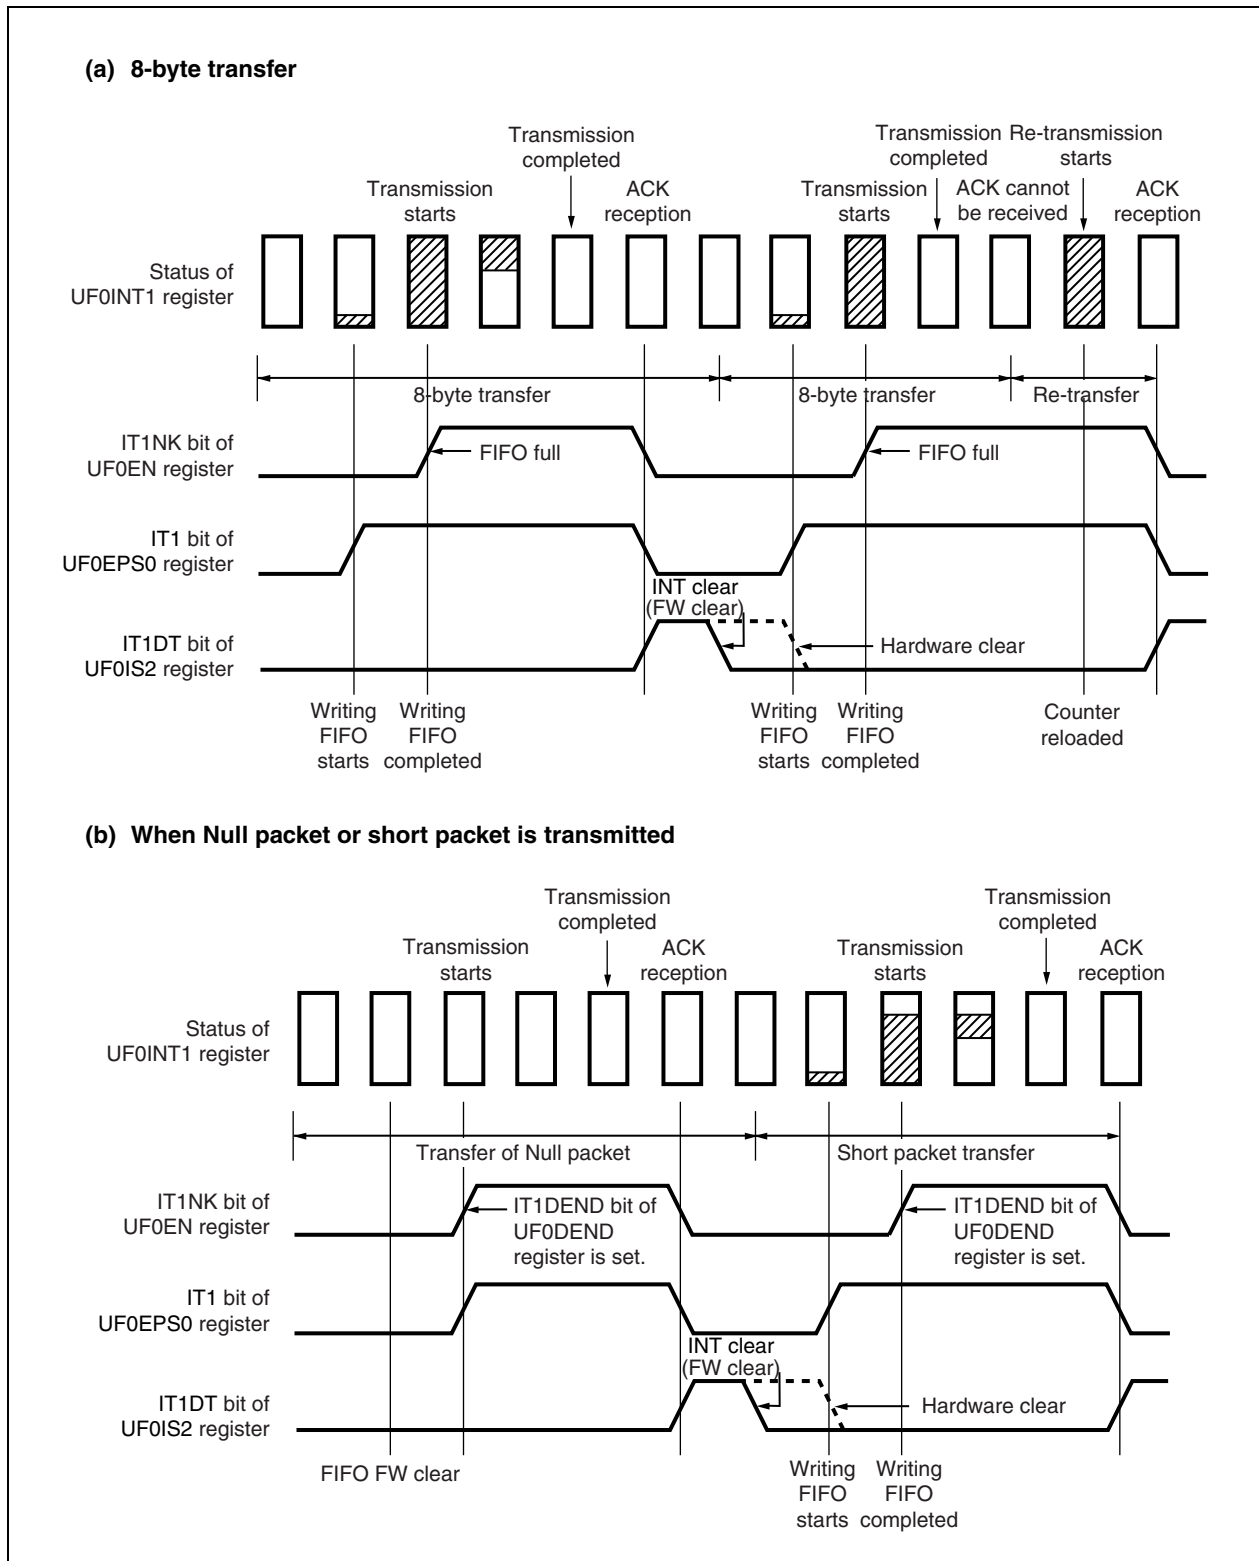 (a) 8-byte transfer
Transmission
completed
Transmission
completed
Re-transmission
starts
Transmission
starts
ACK
reception
Transmission
starts
ACK cannot
be received
ACK
reception
Status of
UF0INT1 register
8-byte transfer
8-byte transfer
Re-transfer
IT1NK bit of
UF0EN register
FIFO full
FIFO full
IT1 bit of
UF0EPS0 register
INT clear
(FW clear)
IT1DT bit of
UF0IS2 register
Hardware clear
Writing
FIFO
starts
Writing
FIFO
completed
Writing
FIFO
starts
Writing
FIFO
completed
Counter
reloaded
(b) When Null packet or short packet is transmitted
Transmission
completed
Transmission
completed
Transmission
starts
ACK
reception
Transmission
starts
ACK
reception
Status of
UF0INT1 register
Transfer of Null packet
Short packet transfer
IT1NK bit of
UF0EN register
IT1DEND bit of
UF0DEND
register is set.
IT1DEND bit of
UF0DEND
register is set.
IT1 bit of
UF0EPS0 register
INT clear
(FW clear)
IT1DT bit of
UF0IS2 register
Hardware clear
FIFO FW clear
Writing
FIFO
starts
Writing
FIFO
completed